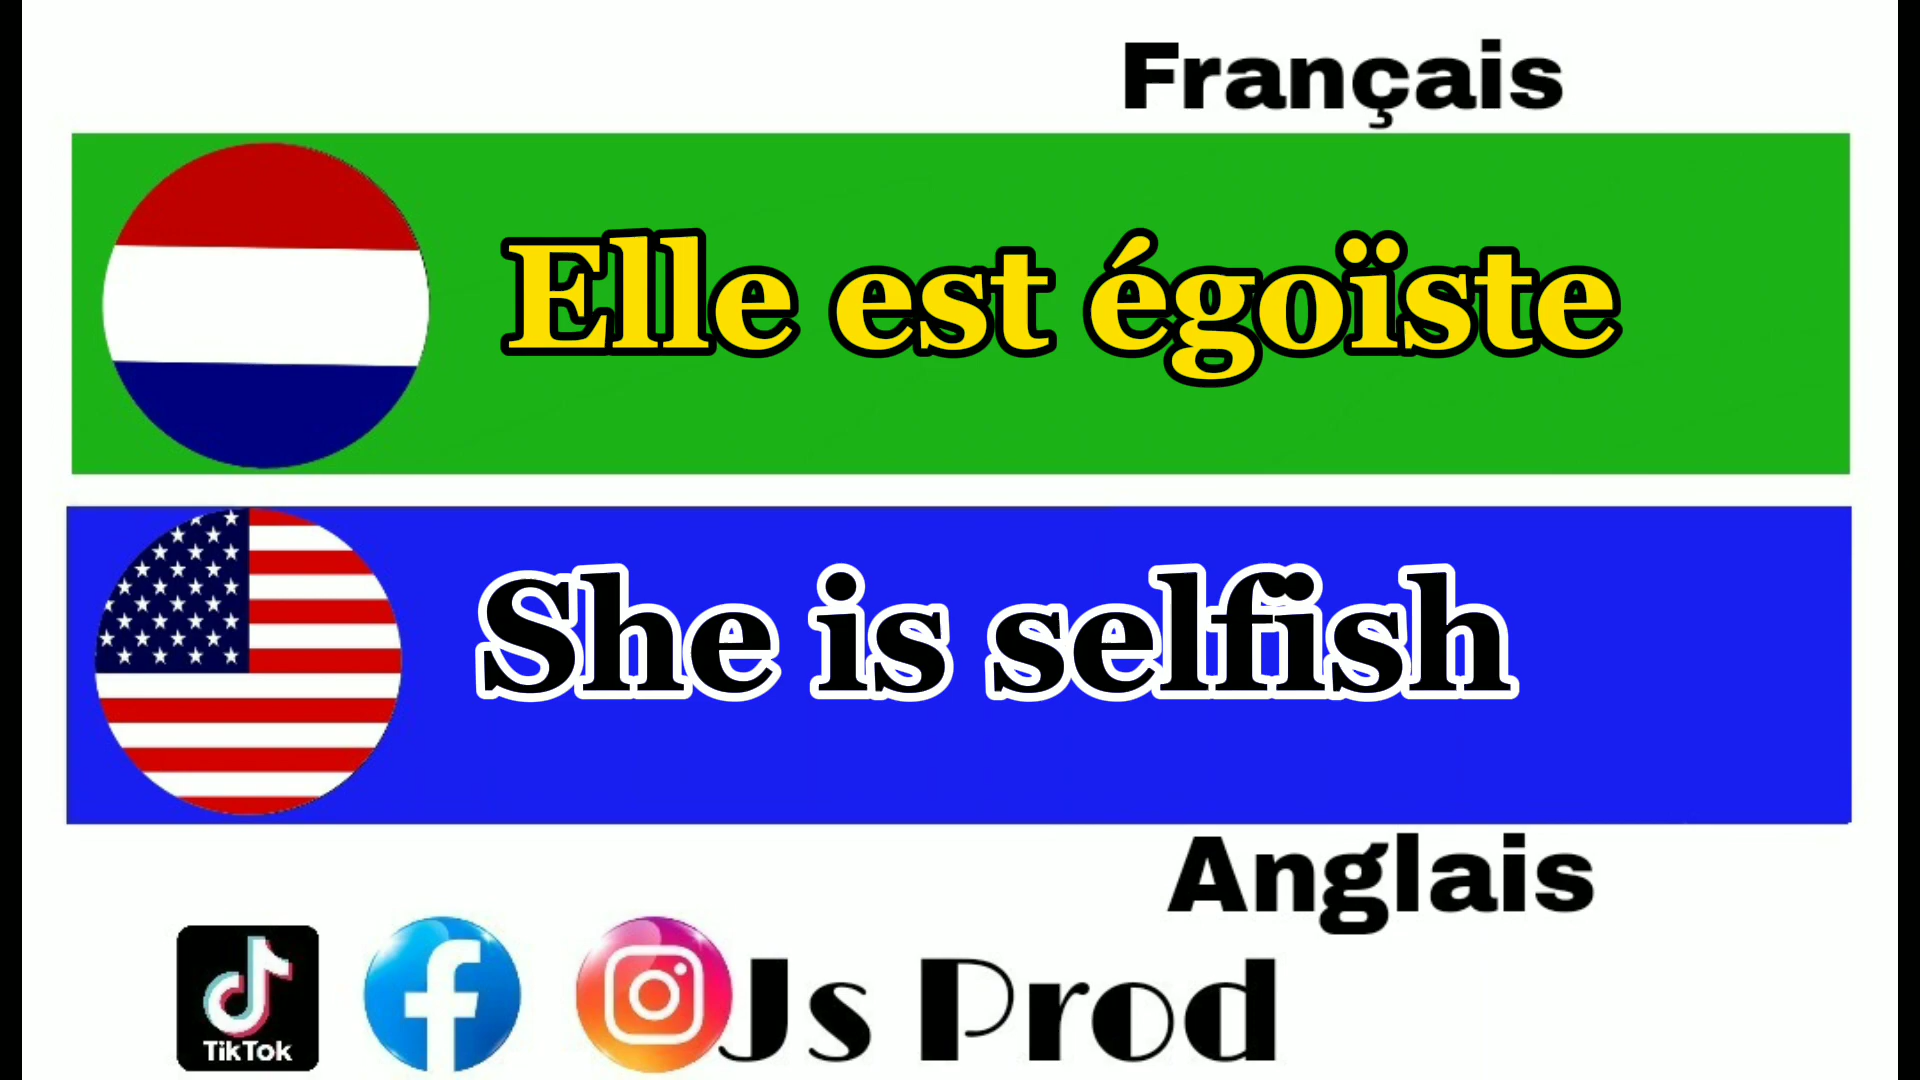 Français
Elle est égoïste
She is selfish
Anglais
TikTok
Js Prod